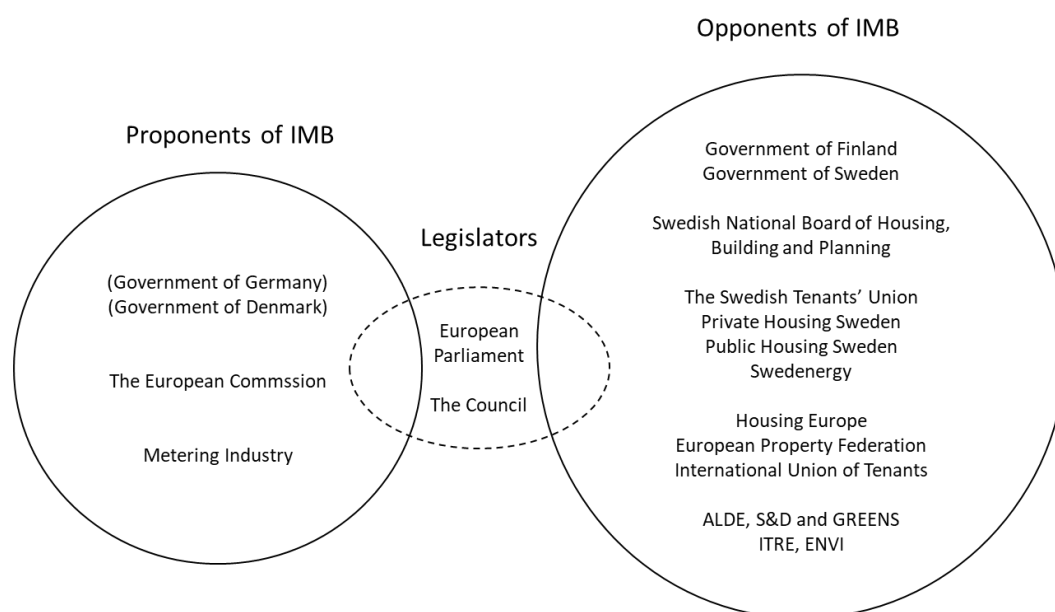 Opponents of IMB
Proponents of IMB
Legislators
(Government of Germany)
(Government of Denmark)
The European Commssion
Metering Industry
European
Parliament
The Council
Government of Finland
Government of Sweden
Swedish National Board of Housing,
Building and Planning
The Swedish Tenants’ Union
Private Housing Sweden
Public Housing Sweden
Swedenergy
Housing Europe
European Property Federation
International Union of Tenants
ALDE, S&D and GREENS
ITRE, ENVI